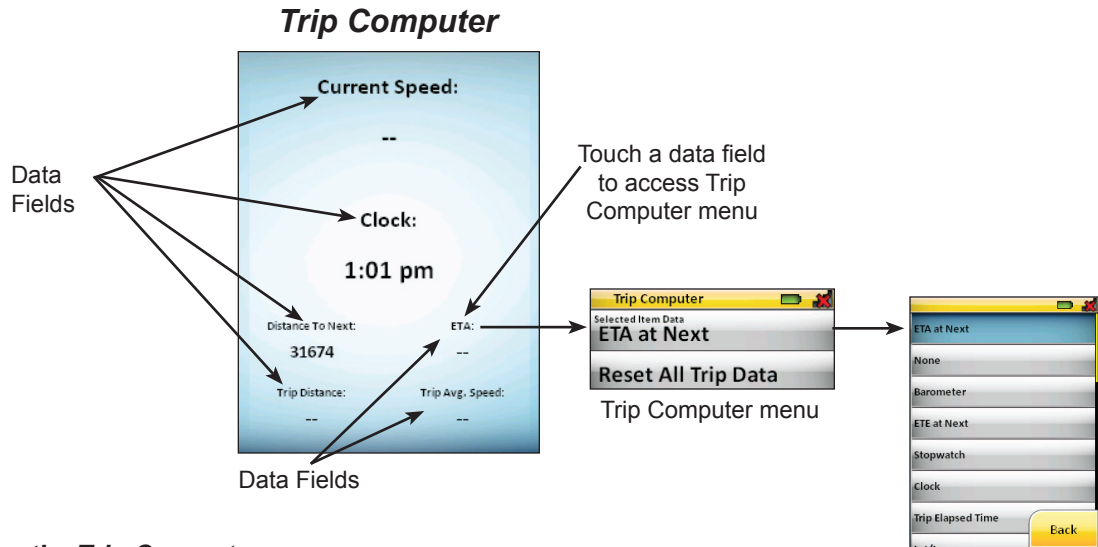 Trip Computer
Current Speed:
--
Data
Fields
Clock:
1:01 pm
Distance To Next:
31674
ETA:
--
Trip Distance:
--
Trip Avg. Speed:
--
Data Fields
Touch a data field
to access Trip
Computer menu
Trip Computer
Selected Item Data
ETA at Next
Reset All Trip Data
Trip Computer menu
ETA at Next
None
Barometer
ETE at Next
Stopwatch
Clock
Trip Elapsed Time
Back